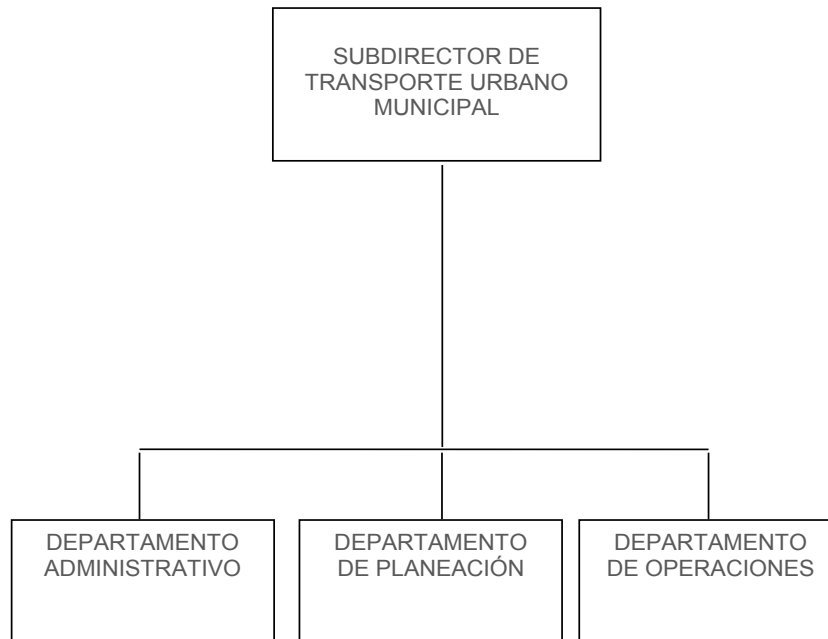 SUBDIRECTOR DE
TRANSPORTE URBANO
MUNICIPAL
DEPARTAMENTO
ADMINISTRATIVO
DEPARTAMENTO
DE PLANEACIÓN
DEPARTAMENTO
DE OPERACIONES